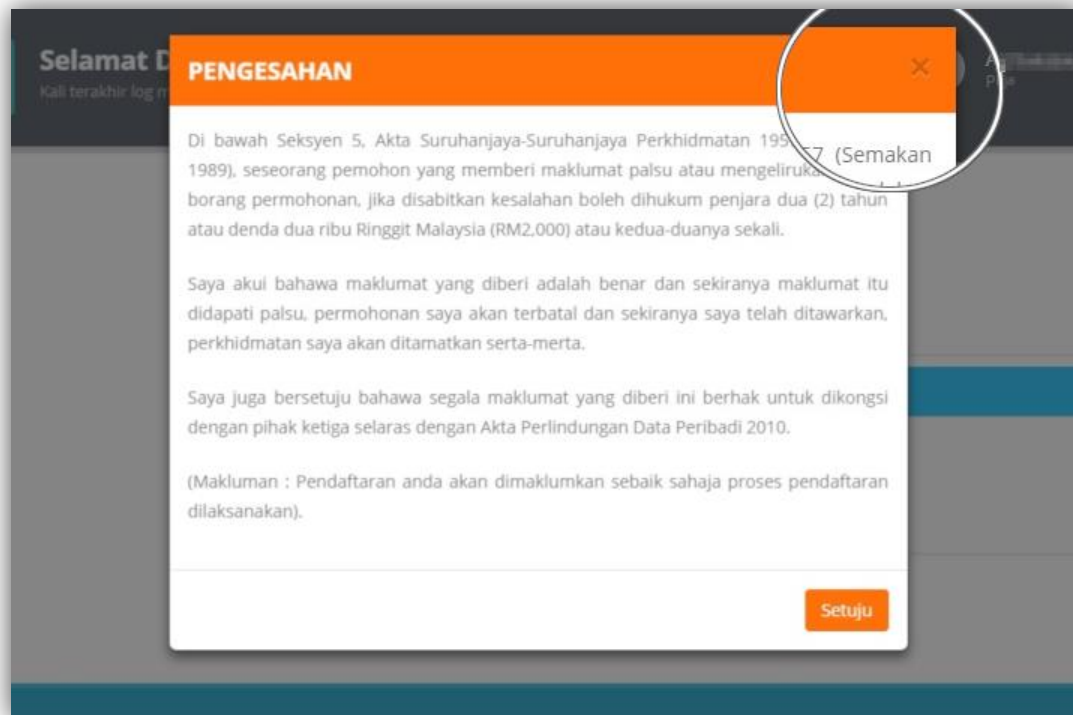 Selamat D
Kali terakhir log m
PENGESAHAN
×
Di bawah Seksyen 5, Akta Suruhanjaya-Suruhanjaya Perkhidmatan 195
57 (Semakan
1989), seseorang pemohon yang memberi maklumat palsu atau mengeliruka
borang permohonan, jika disabitkan kesalahan boleh dihukum penjara dua (2) tahun
atau denda dua ribu Ringgit Malaysia (RM2,000) atau kedua-duanya sekali.
Saya akui bahawa maklumat yang diberi adalah benar dan sekiranya maklumat itu
didapati palsu, permohonan saya akan terbatal dan sekiranya saya telah ditawarkan,
perkhidmatan saya akan ditamatkan serta-merta.
Saya juga bersetuju bahawa segala maklumat yang diberi ini berhak untuk dikongsi
dengan pihak ketiga selaras dengan Akta Perlindungan Data Peribadi 2010.
(Makluman : Pendaftaran anda akan dimaklumkan sebaik sahaja proses pendaftaran
dilaksanakan).
Setuju